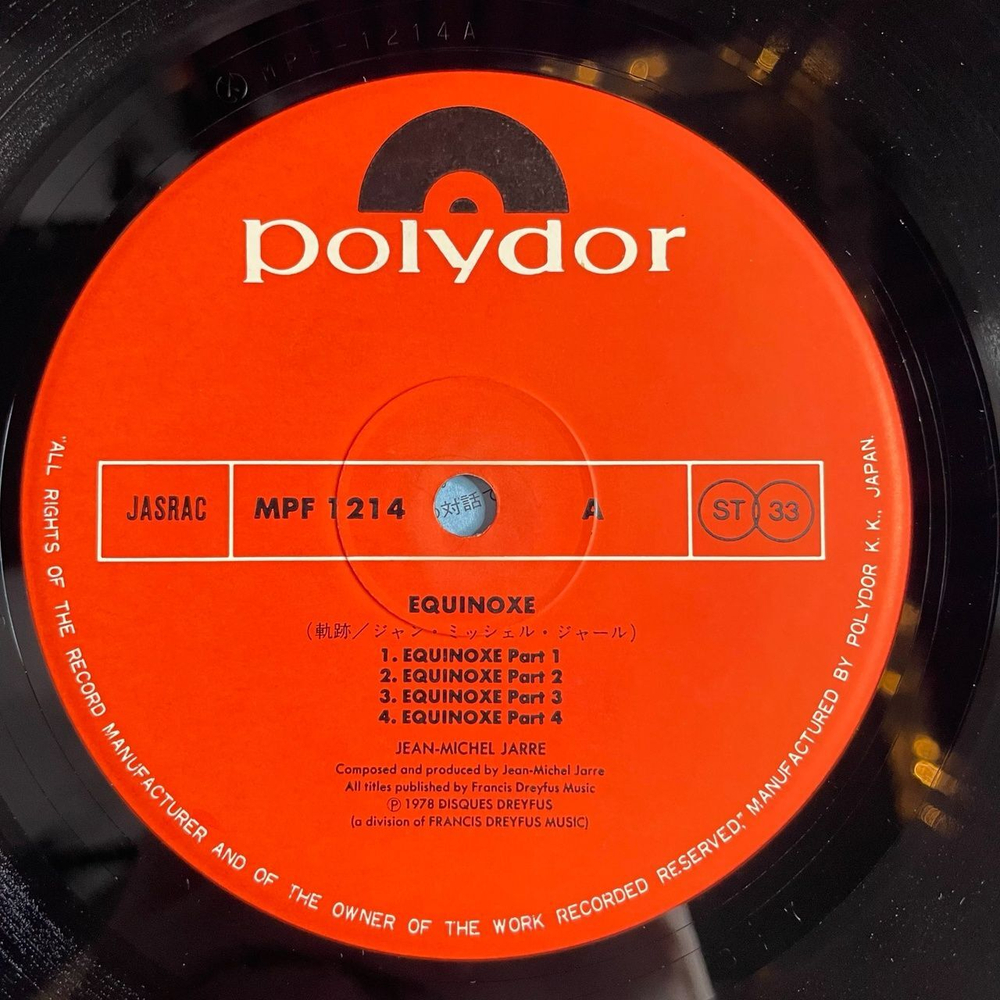 MPF-1214A
polydor
JASRAC
MPF 1214
の対話で
A
ST 33
EQUINOXE
(軌跡／ジャン・ミッシェル・ジャール)
1. EQUINOXE Part 1
2. EQUINOXE Part 2
3. EQUINOXE Part 3
4. EQUINOXE Part 4
JEAN-MICHEL JARRE
Composed and produced by Jean-Michel Jarre
All titles published by Francis Dreyfus Music
℗ 1978 DISQUES DREYFUS
(a division of FRANCIS DREYFUS MUSIC)
"ALL RIGHTS OF THE RECORD MANUFACTURER AND OF THE OWNER OF THE WORK RECORDED RESERVED," MANUFACTURED BY POLYDOR K. K., JAPAN.